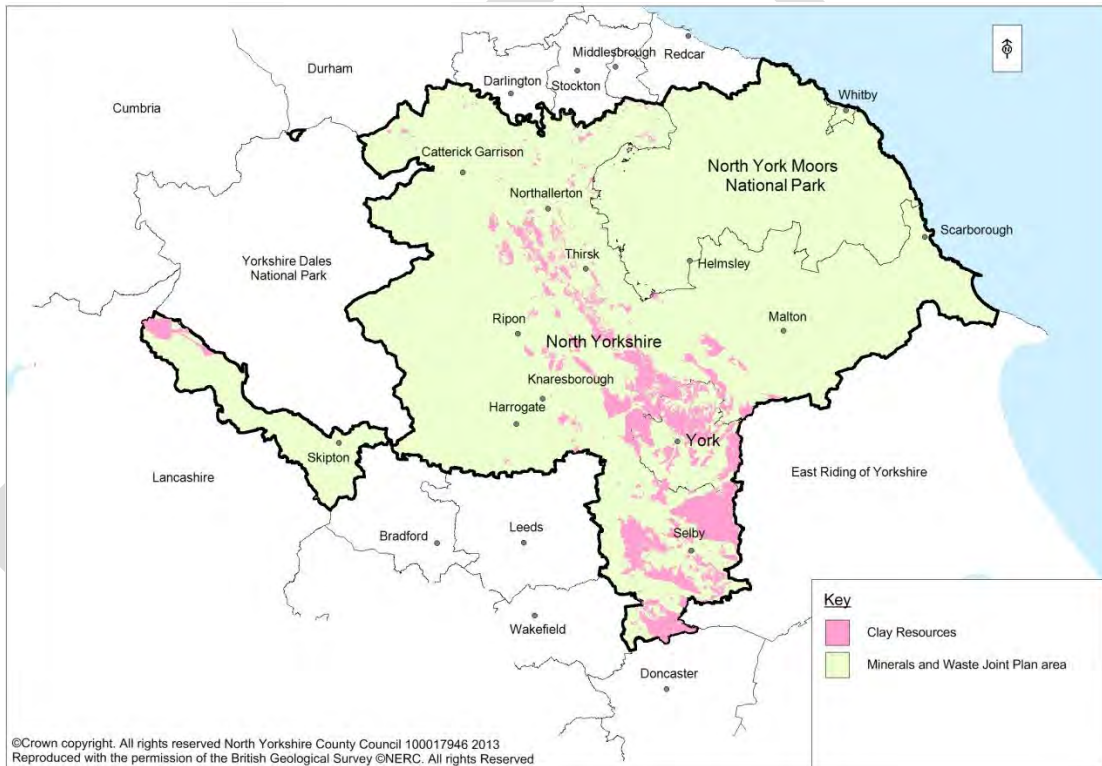 Durham
Middlesbrough
Redcar
Darlington
Stockton
N
Cumbria
Whitby
Catterick Garrison
North York Moors
National Park
Northallerton
Scarborough
Yorkshire Dales
National Park
Thirsk
Helmsley
Ripon
North Yorkshire
Malton
Knaresborough
Harrogate
York
Skipton
Lancashire
East Riding of Yorkshire
Bradford
Leeds
Selby
Wakefield
Doncaster
Key
Clay Resources
Minerals and Waste Joint Plan area
©Crown copyright. All rights reserved North Yorkshire County Council 100017946 2013
Reproduced with the permission of the British Geological Survey ©NERC. All rights Reserved